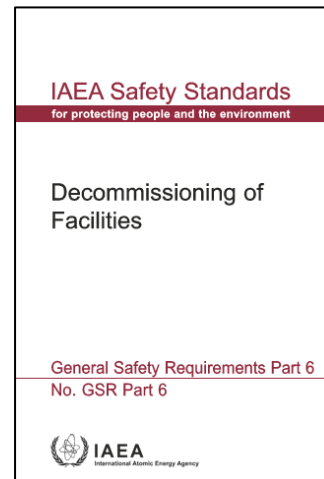 IAEA Safety Standards
for protecting people and the environment
Decommissioning of
Facilities
General Safety Requirements Part 6
No. GSR Part 6
IAEA
International Atomic Energy Agency